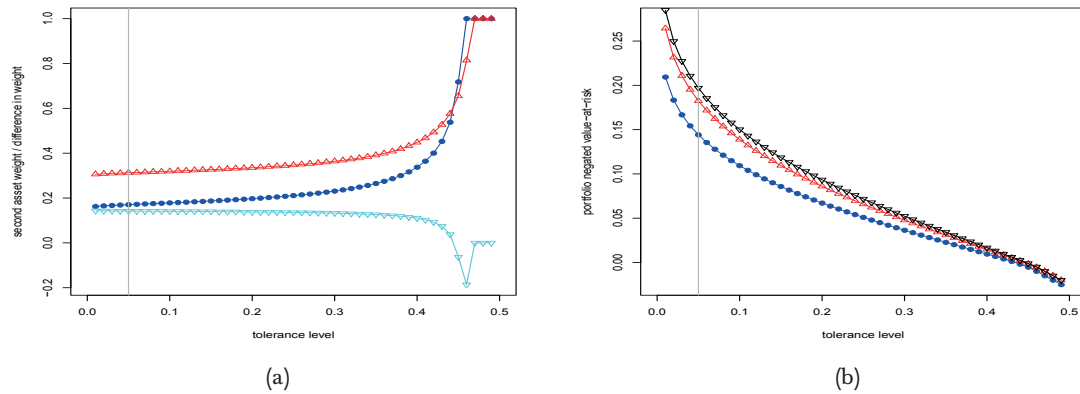 second asset weight / difference in weight
1.0
0.8
0.6
0.4
0.2
0.0
−0.2
0.0 0.1 0.2 0.3 0.4 0.5
tolerance level
(a)
portfolio negated value−at−risk
0.25
0.20
0.15
0.10
0.05
0.00
0.0 0.1 0.2 0.3 0.4 0.5
tolerance level
(b)